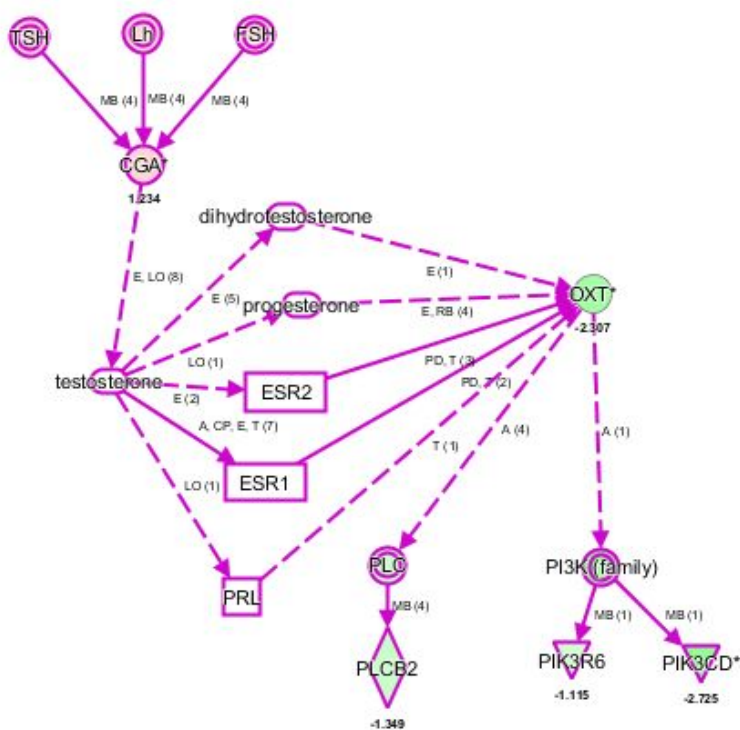 TSH
Lh
FSH
MB (4)
MB (4)
MB (4)
CGA*
1.234
dihydrotestosterone
E, LO (8)
E (1)
OXT*
E (5)
progesterone
E, RB (4)
-2.307
LO (1)
PD, T (3)
testosterone
E (2)
ESR2
PD, T (2)
A, CP, E, T (7)
T (1)
A (4)
A (1)
LO (1)
ESR1
PLC
PI3K (family)
PRL
MB (4)
MB (1)
MB (1)
PLCB2
PIK3R6
PIK3CD*
-1.115
-2.725
-1.349